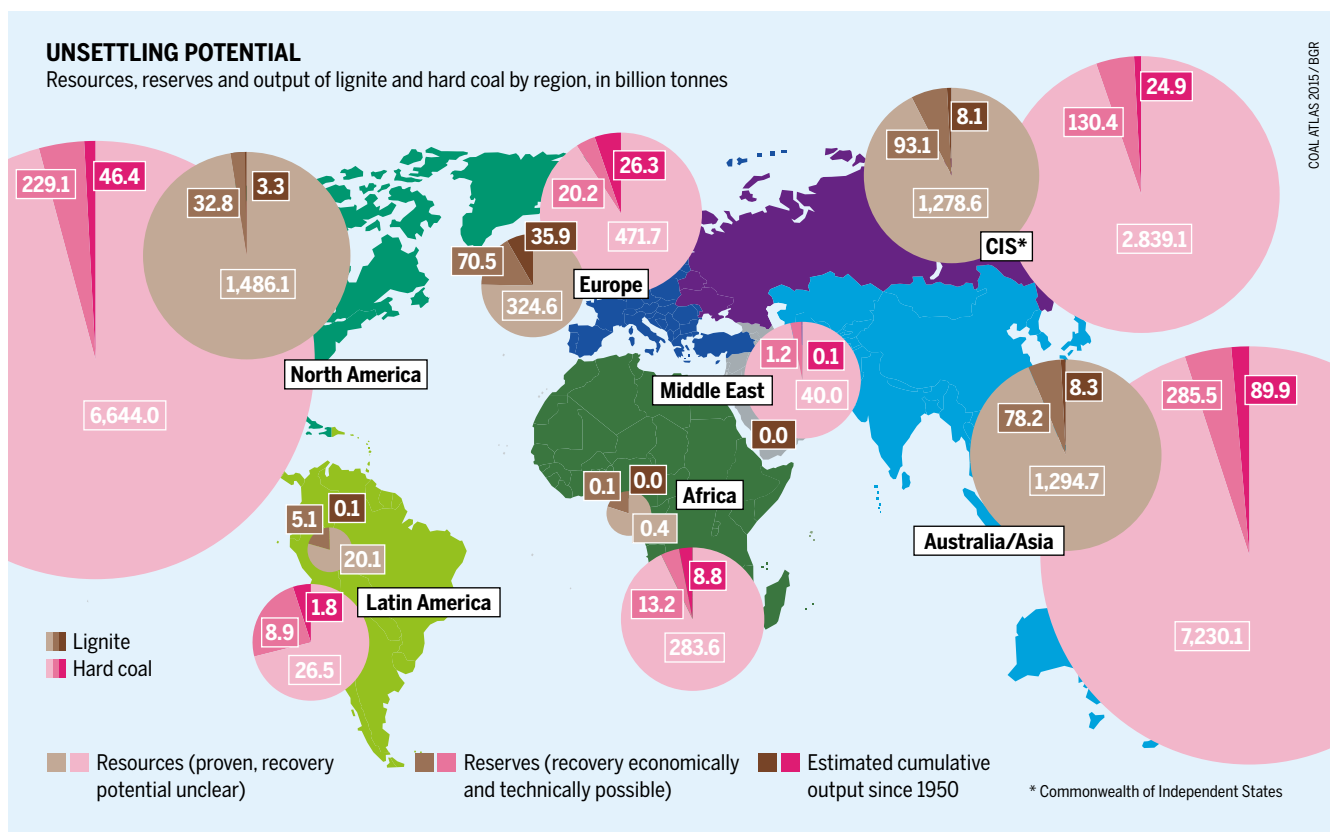 UNSETTLING POTENTIAL
Resources, reserves and output of lignite and hard coal by region, in billion tonnes
COAL ATLAS 2015 / BGR
229.1
46.4
32.8
3.3
1,486.1
6,644.0
North America
20.2
26.3
471.7
70.5
35.9
324.6
Europe
93.1
8.1
1,278.6
130.4
24.9
2.839.1
CIS*
1.2
0.1
40.0
0.0
Middle East
78.2
8.3
1,294.7
285.5
89.9
7,230.1
Australia/Asia
0.1
0.0
0.4
Africa
13.2
8.8
283.6
5.1
0.1
20.1
Latin America
8.9
1.8
26.5
Lignite
Hard coal
Resources (proven, recovery
potential unclear)
Reserves (recovery economically
and technically possible)
Estimated cumulative
output since 1950
* Commonwealth of Independent States